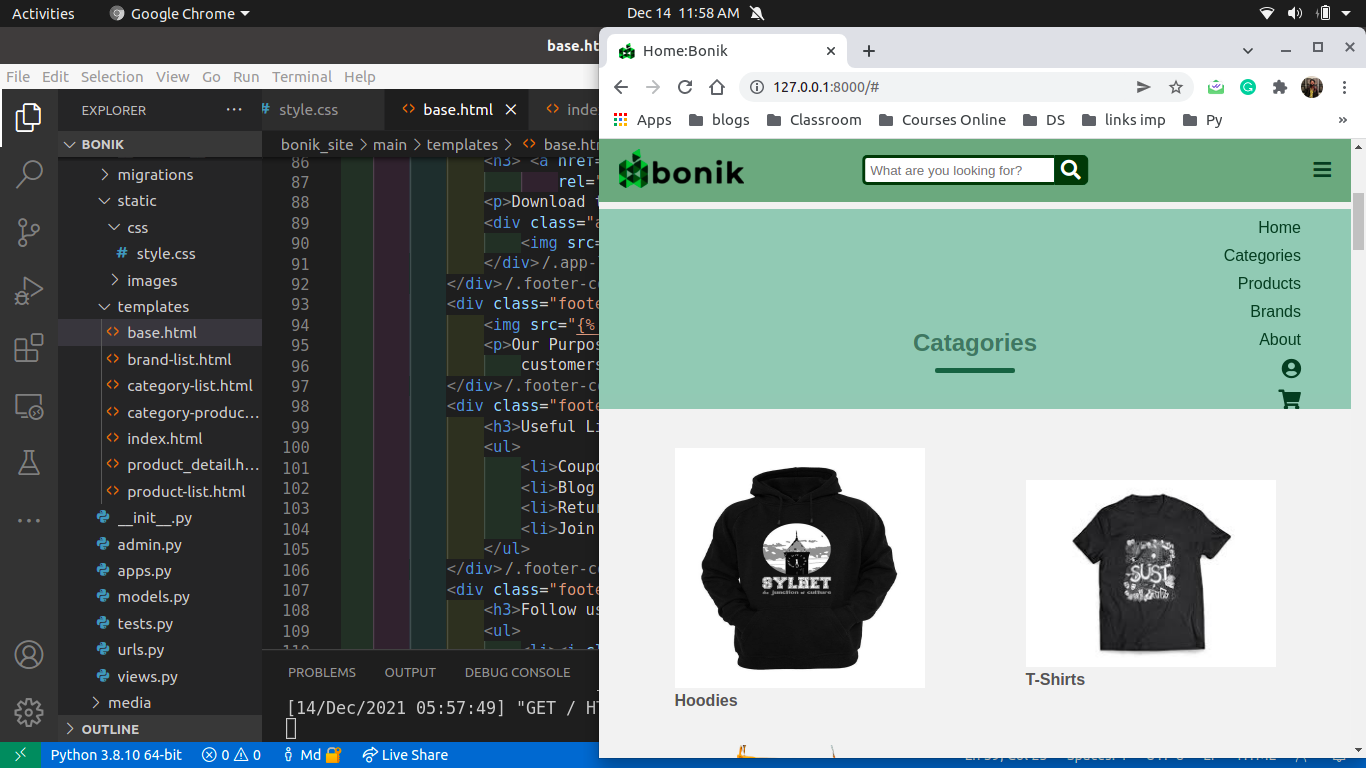 Activities
Google Chrome
Dec 14 11:58 AM
base.ht
File Edit Selection View Go Run Terminal Help
EXPLORER
BONIK
migrations
static
css
style.css
images
templates
base.html
brand-list.html
category-list.html
category-produc...
index.html
product_detail.h...
product-list.html
__init__.py
admin.py
apps.py
models.py
tests.py
urls.py
views.py
media
OUTLINE
style.css
base.html
inde
bonik_site > main > templates > base.htm
86 <h3> <a href=
87 rel="
88 <p>Download
89 <div class="a
90 <img src=
91 </div>/.app-
92 </div>/.footer-co
93 <div class="foote
94 <img src="{%
95 <p>Our Purpos
96 customers
97 </div>/.footer-co
98 <div class="foote
99 <h3>Useful Li
100 <ul>
101 <li>Coupo
102 <li>Blog
103 <li>Retur
104 <li>Join
105 </ul>
106 </div>/.footer-co
107 <div class="foote
108 <h3>Follow us
109 <ul>
PROBLEMS OUTPUT DEBUG CONSOLE
[14/Dec/2021 05:57:49] "GET / HT
Python 3.8.10 64-bit 0 0 Md Live Share
Home:Bonik
127.0.0.1:8000/#
Apps blogs Classroom Courses Online DS links imp Py »
bonik
What are you looking for?
Home
Categories
Products
Brands
About
Catagories
SYLHET
the junction of culture
Hoodies
SUST
T-Shirts